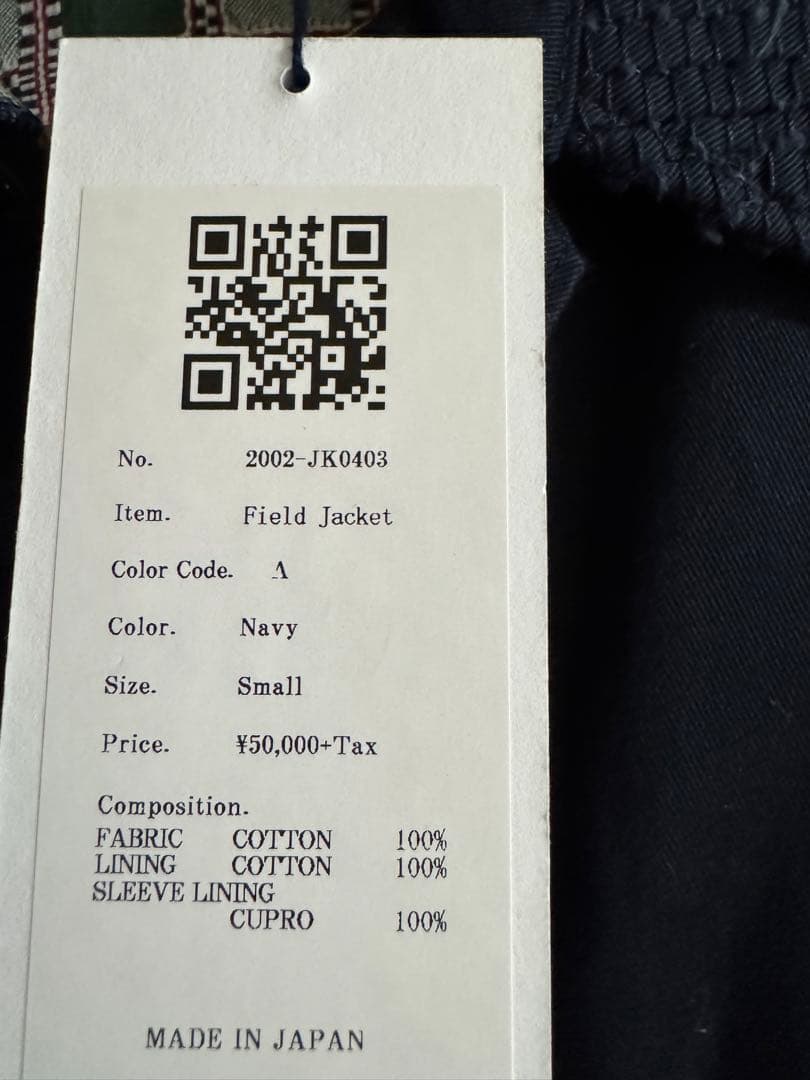 No. 2002-JK0403
Item. Field Jacket
Color Code. A
Color. Navy
Size. Small
Price. ¥50,000+Tax
Composition.
FABRIC COTTON 100%
LINING COTTON 100%
SLEEVE LINING
CUPRO 100%
MADE IN JAPAN